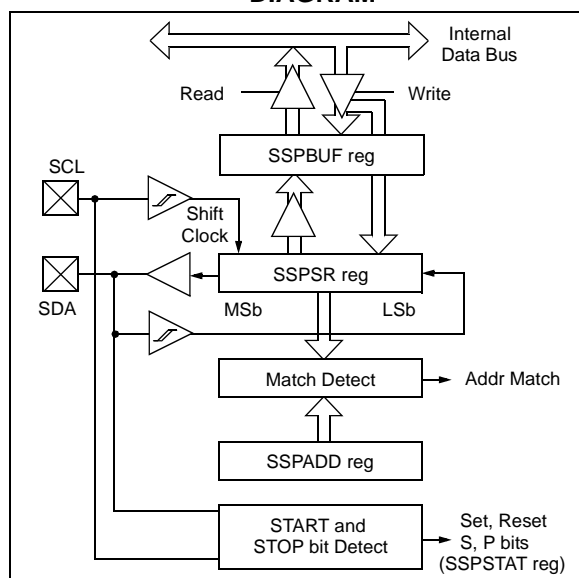 DIAGRAM
Internal
Data Bus
Read
Write
SSPBUF reg
SCL
Shift
Clock
SSPSR reg
SDA
MSb
LSb
Match Detect
Addr Match
SSPADD reg
START and
STOP bit Detect
Set, Reset
S, P bits
(SSPSTAT reg)